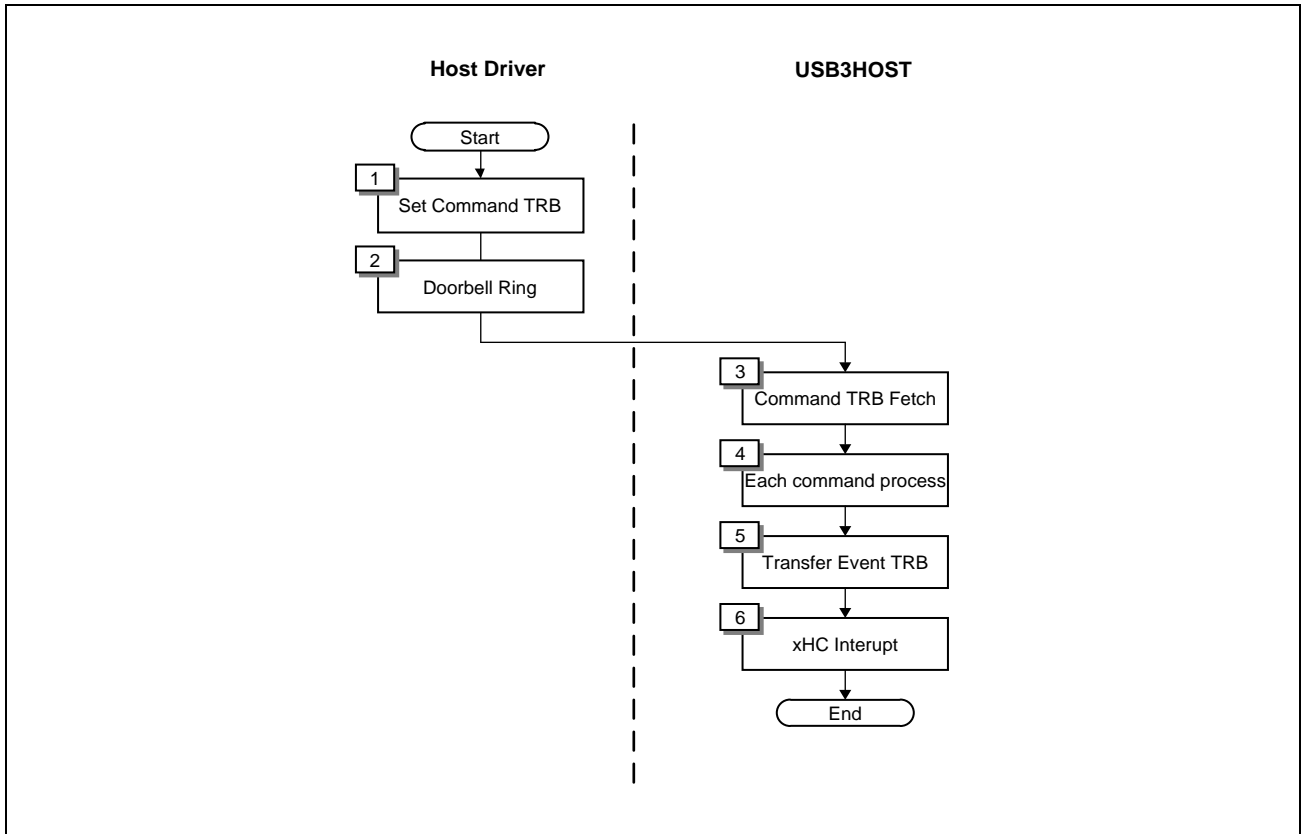 Host Driver
USB3HOST
Start
1
Set Command TRB
2
Doorbell Ring
3
Command TRB Fetch
4
Each command process
5
Transfer Event TRB
6
xHC Interupt
End